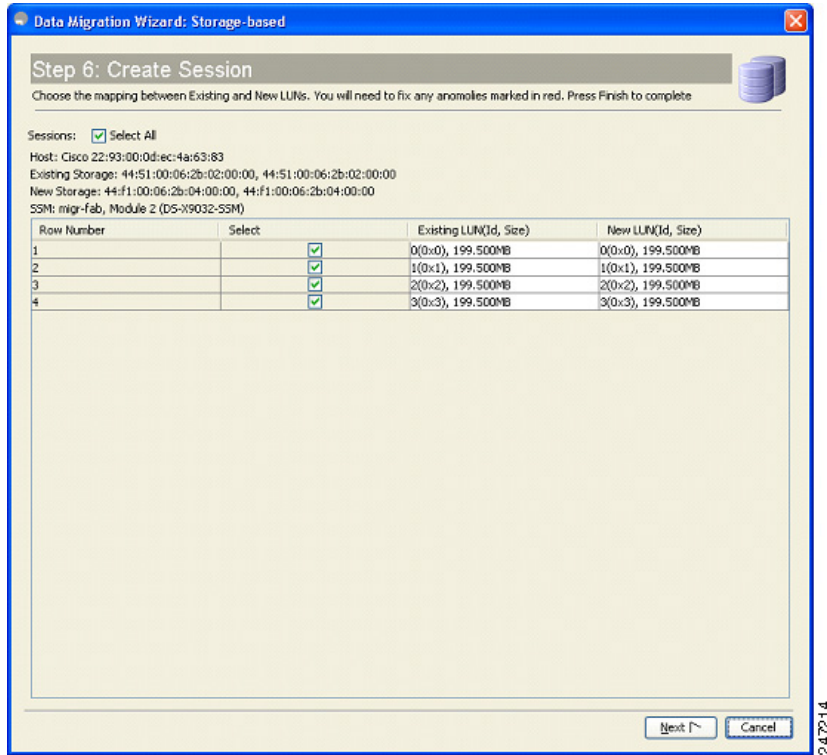 Data Migration Wizard: Storage-based
Step 6: Create Session
Choose the mapping between Existing and New LUNs. You will need to fix any anomolies marked in red. Press Finish to complete
Sessions: Select All
Host: Cisco 22:93:00:0d:ec:4a:63:83
Existing Storage: 44:51:00:06:2b:02:00:00, 44:51:00:06:2b:02:00:00
New Storage: 44:f1:00:06:2b:04:00:00, 44:f1:00:06:2b:04:00:00
SSM: migr-fab, Module 2 (DS-X9032-SSM)
Row Number Select Existing LUN(Id, Size) New LUN(Id, Size)
1 0(0x0), 199.500MB 0(0x0), 199.500MB
2 1(0x1), 199.500MB 1(0x1), 199.500MB
3 2(0x2), 199.500MB 2(0x2), 199.500MB
4 3(0x3), 199.500MB 3(0x3), 199.500MB
Next Cancel
247214